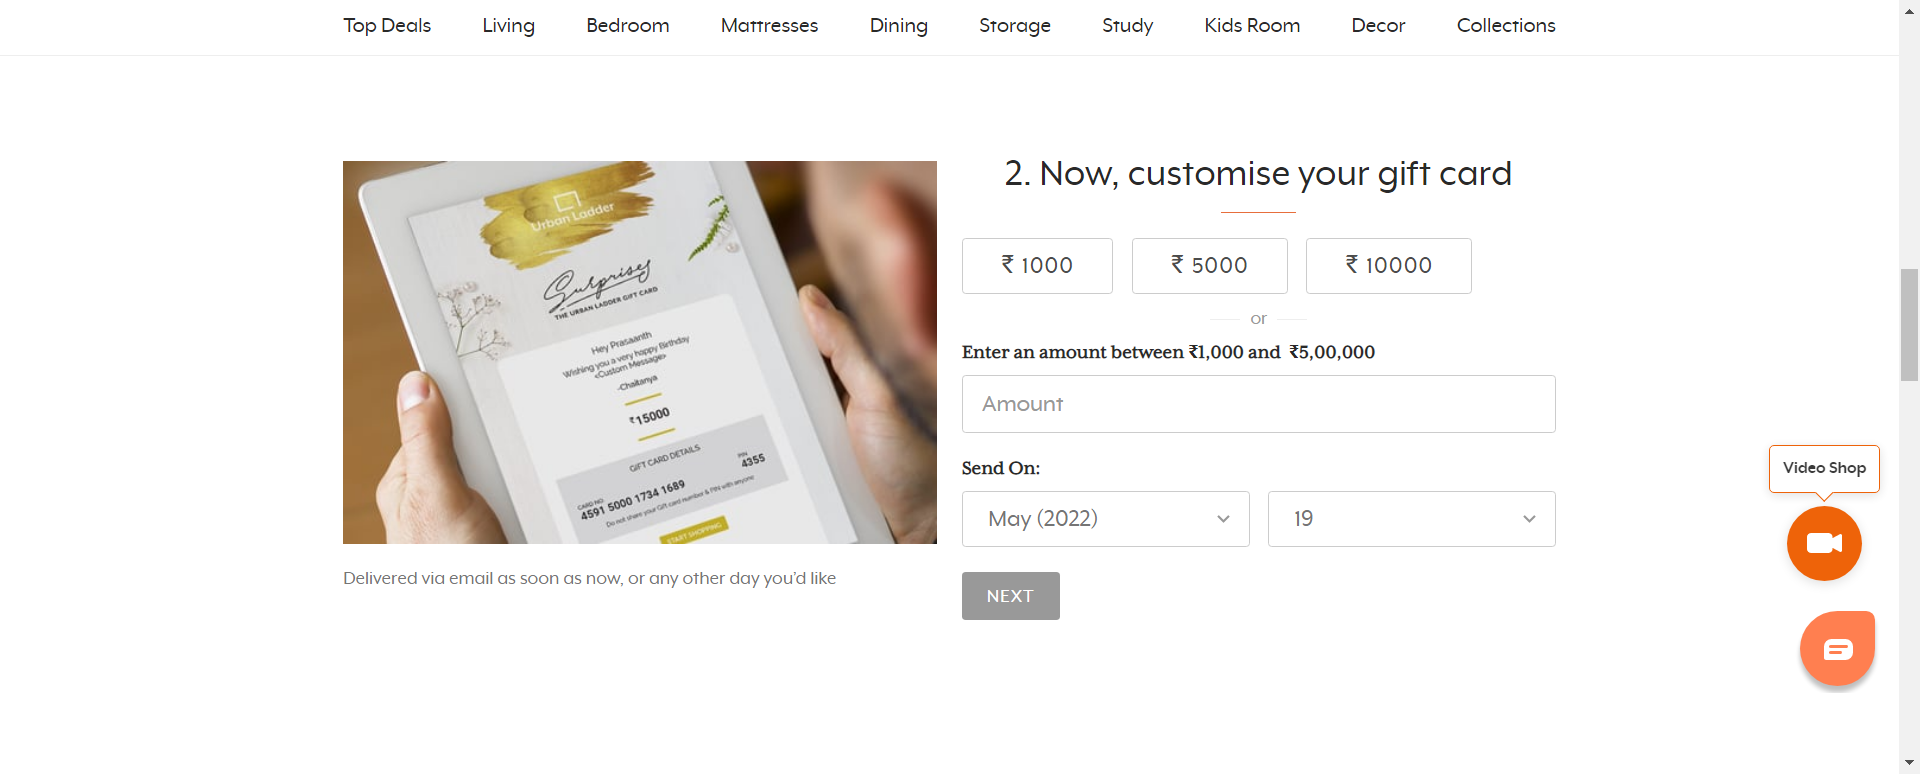 Top Deals Living Bedroom Mattresses Dining Storage Study Kids Room Decor Collections
Urban Ladder
Surprises
THE URBAN LADDER GIFT CARD
Hey Prasaanth
Wishing you a very happy Birthday
<Custom Message>
-Chaitanya
₹15000
GIFT CARD DETAILS
CARD NO. PIN
4591 5000 1734 1689 4355
Do not share your Gift card number & PIN with anyone
START SHOPPING
Delivered via email as soon as now, or any other day you’d like
2. Now, customise your gift card
₹ 1000 ₹ 5000 ₹ 10000
or
Enter an amount between ₹1,000 and ₹5,00,000
Amount
Send On:
May (2022) 19
NEXT
Video Shop